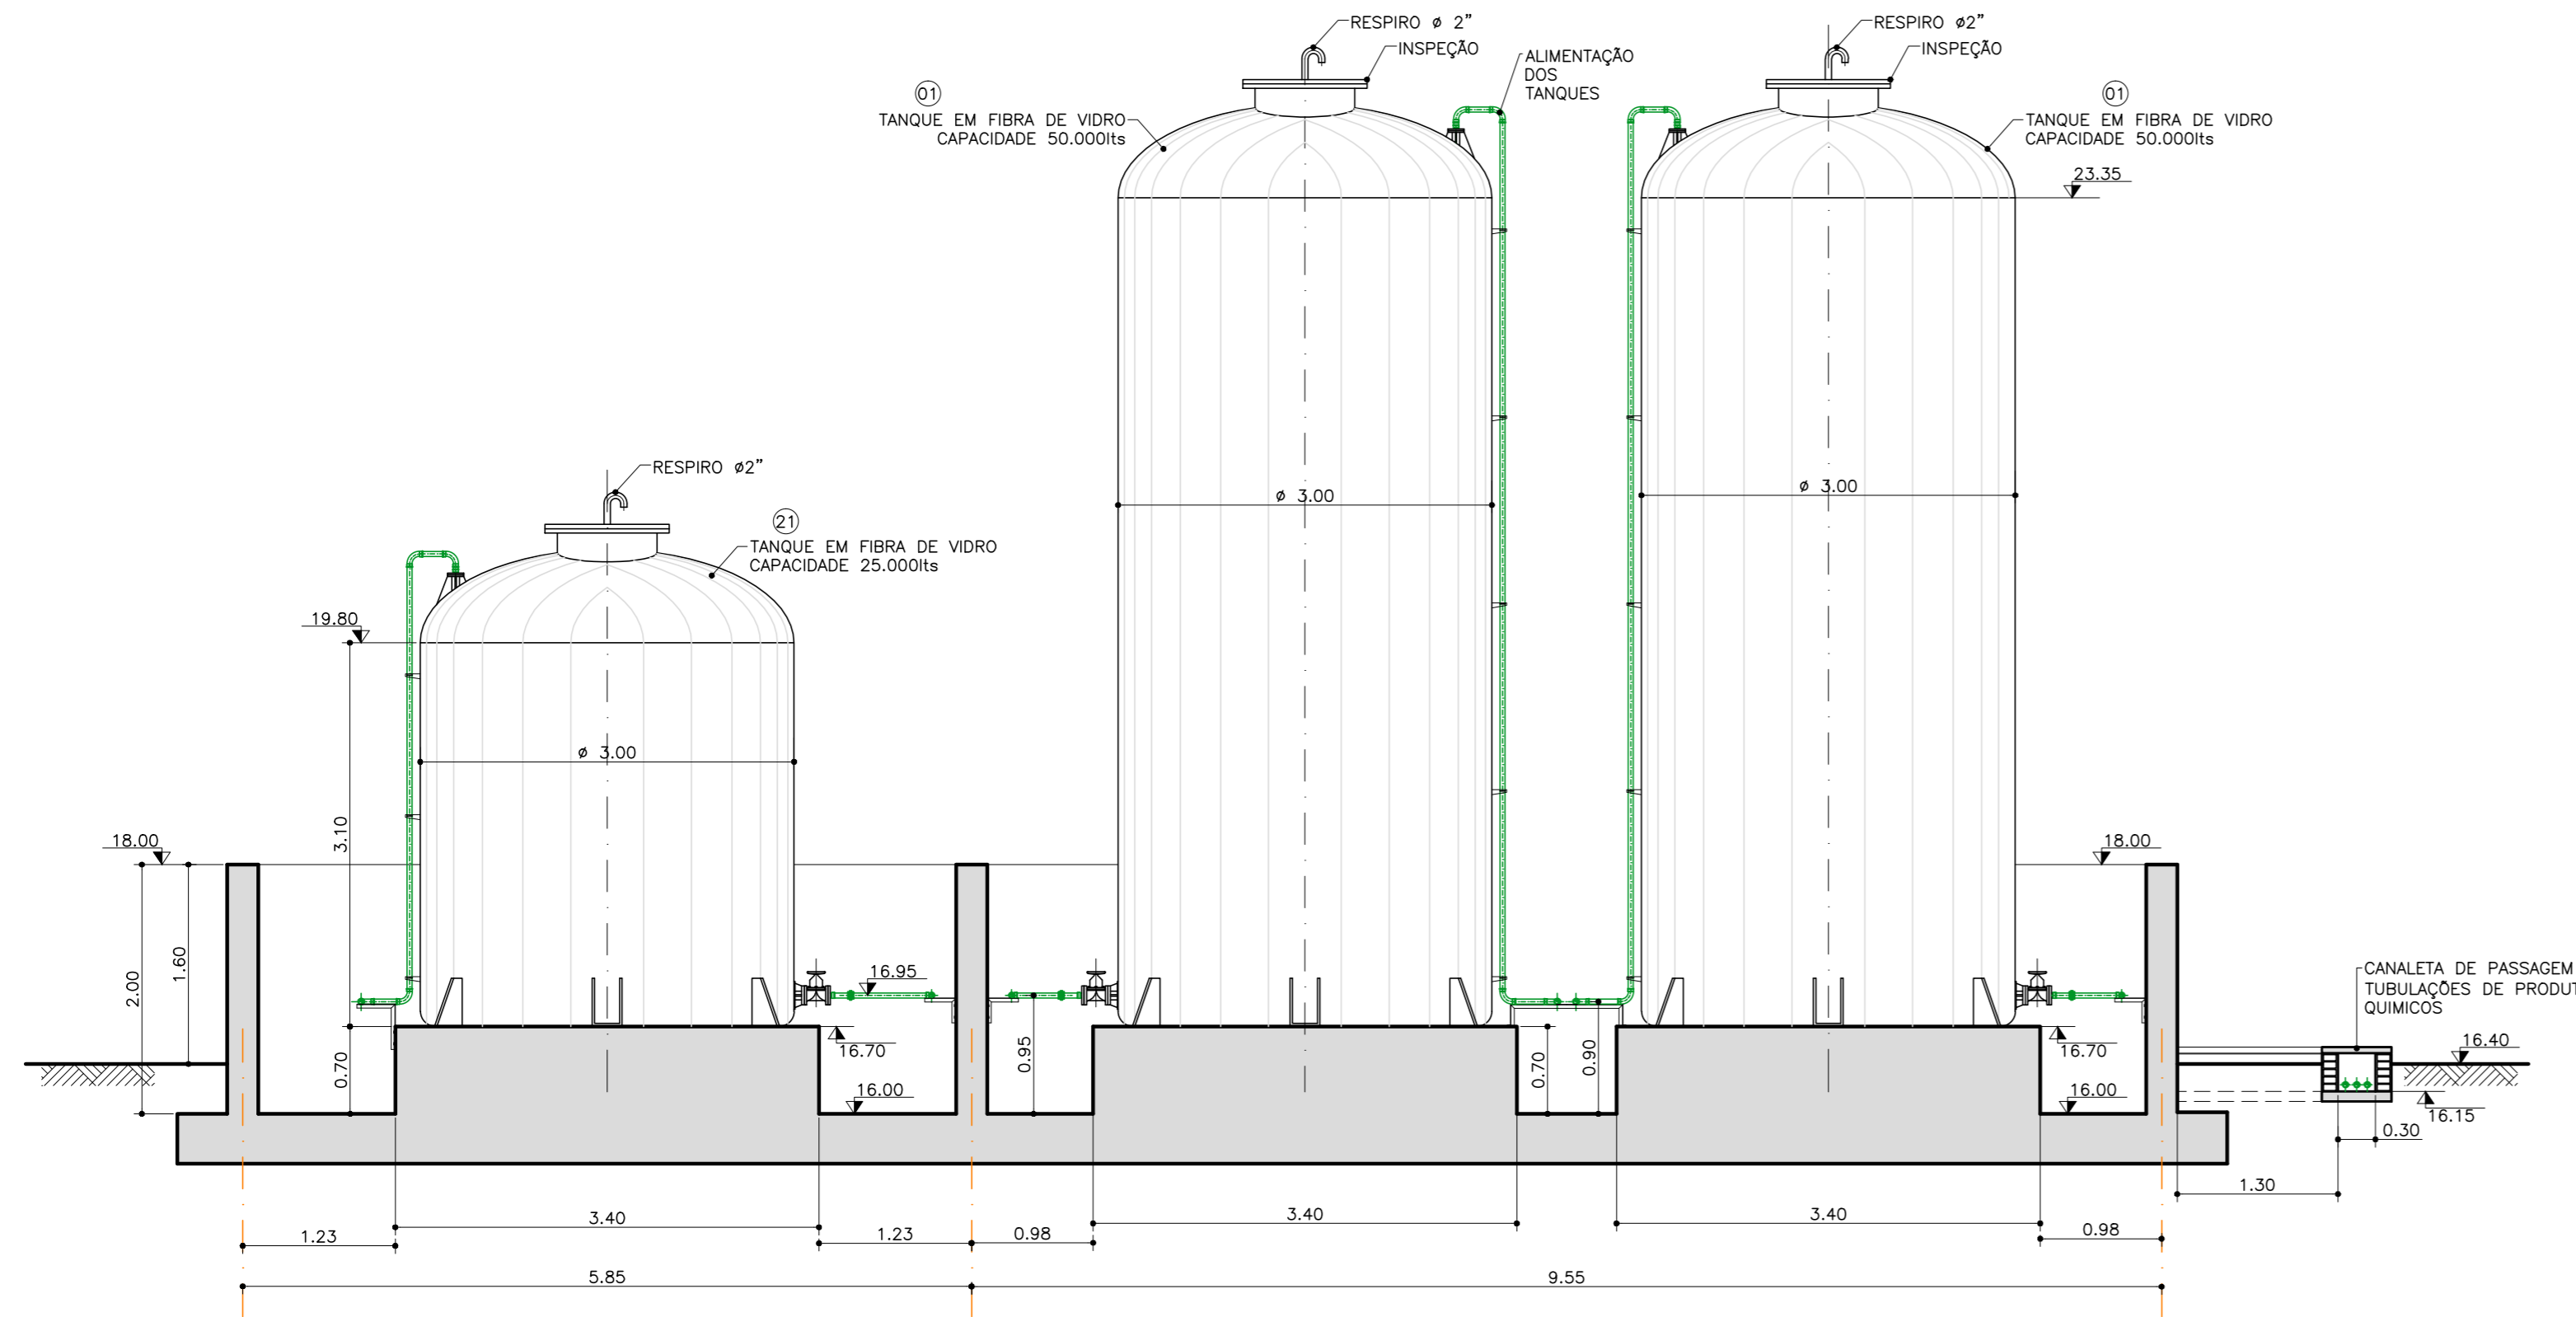 RESPIRO ø 2"
INSPEÇÃO
ALIMENTAÇÃO
DOS
TANQUES
RESPIRO ø2"
INSPEÇÃO
01
TANQUE EM FIBRA DE VIDRO
CAPACIDADE 50.000lts
01
TANQUE EM FIBRA DE VIDRO
CAPACIDADE 50.000lts
23.35
RESPIRO ø2"
21
TANQUE EM FIBRA DE VIDRO
CAPACIDADE 25.000lts
ø 3.00
ø 3.00
19.80
ø 3.00
3.10
18.00
18.00
2.00
1.60
16.95
0.70
16.70
16.00
0.95
0.70
0.90
16.70
16.00
CANALETA DE PASSAGEM
TUBULAÇÕES DE PRODUT
QUIMICOS
16.40
16.15
0.30
1.30
1.23
3.40
1.23
0.98
3.40
3.40
0.98
5.85
9.55